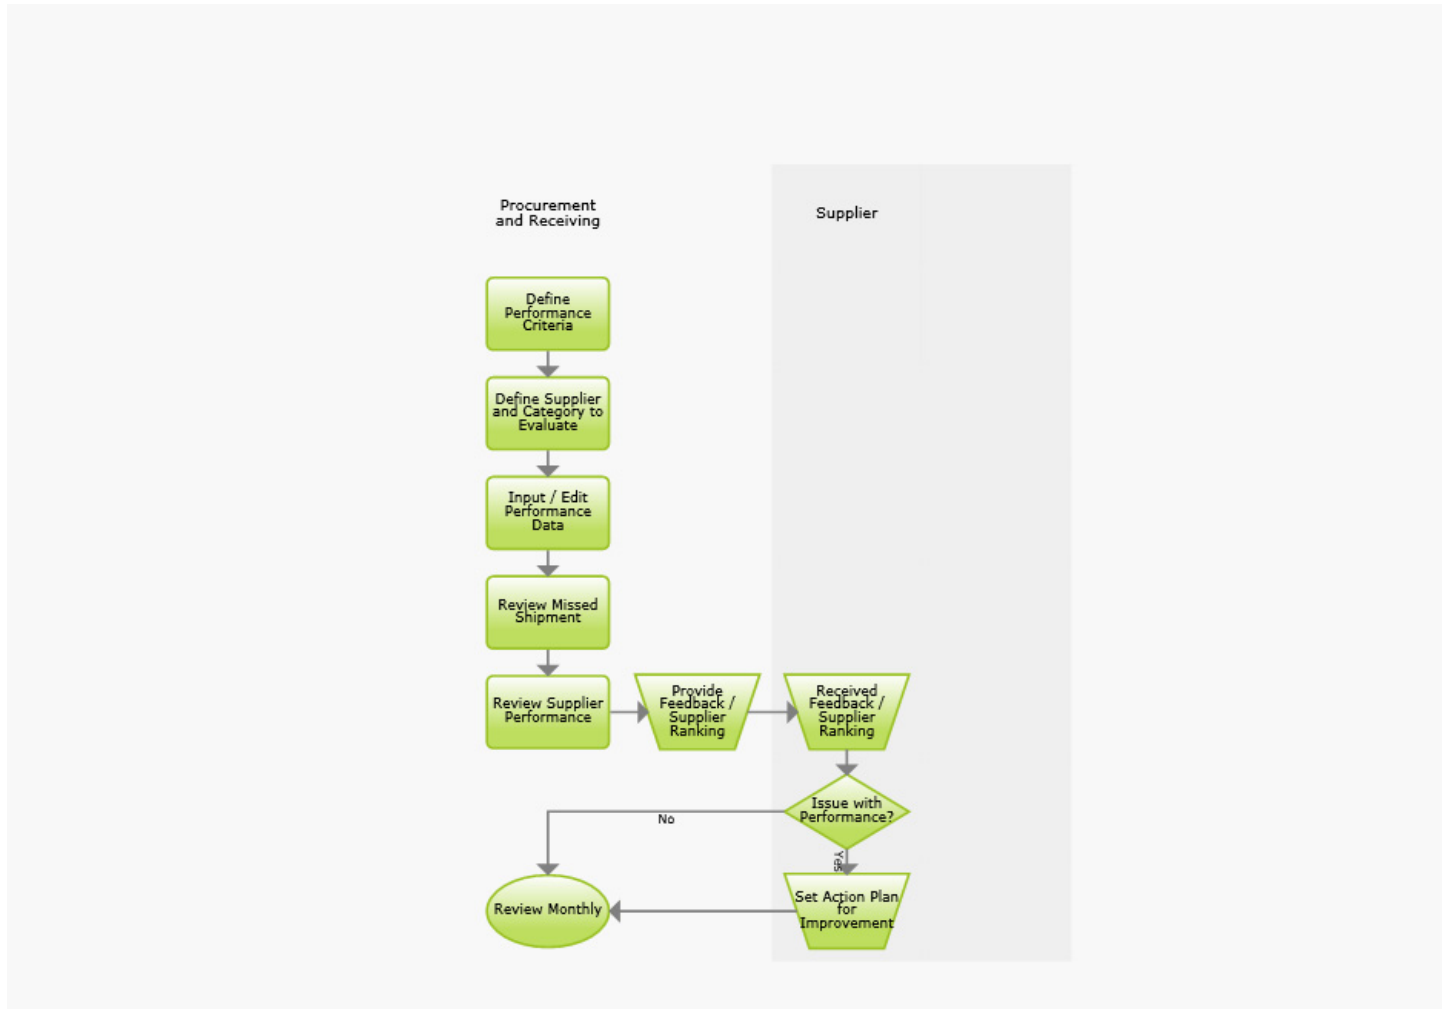 Procurement
and Receiving
Supplier
Define
Performance
Criteria
Define Supplier
and Category to
Evaluate
Input / Edit
Performance
Data
Review Missed
Shipment
Review Supplier
Performance
Provide
Feedback /
Supplier
Ranking
Received
Feedback /
Supplier
Ranking
Issue with
Performance?
No
Yes
Set Action Plan
for
Improvement
Review Monthly